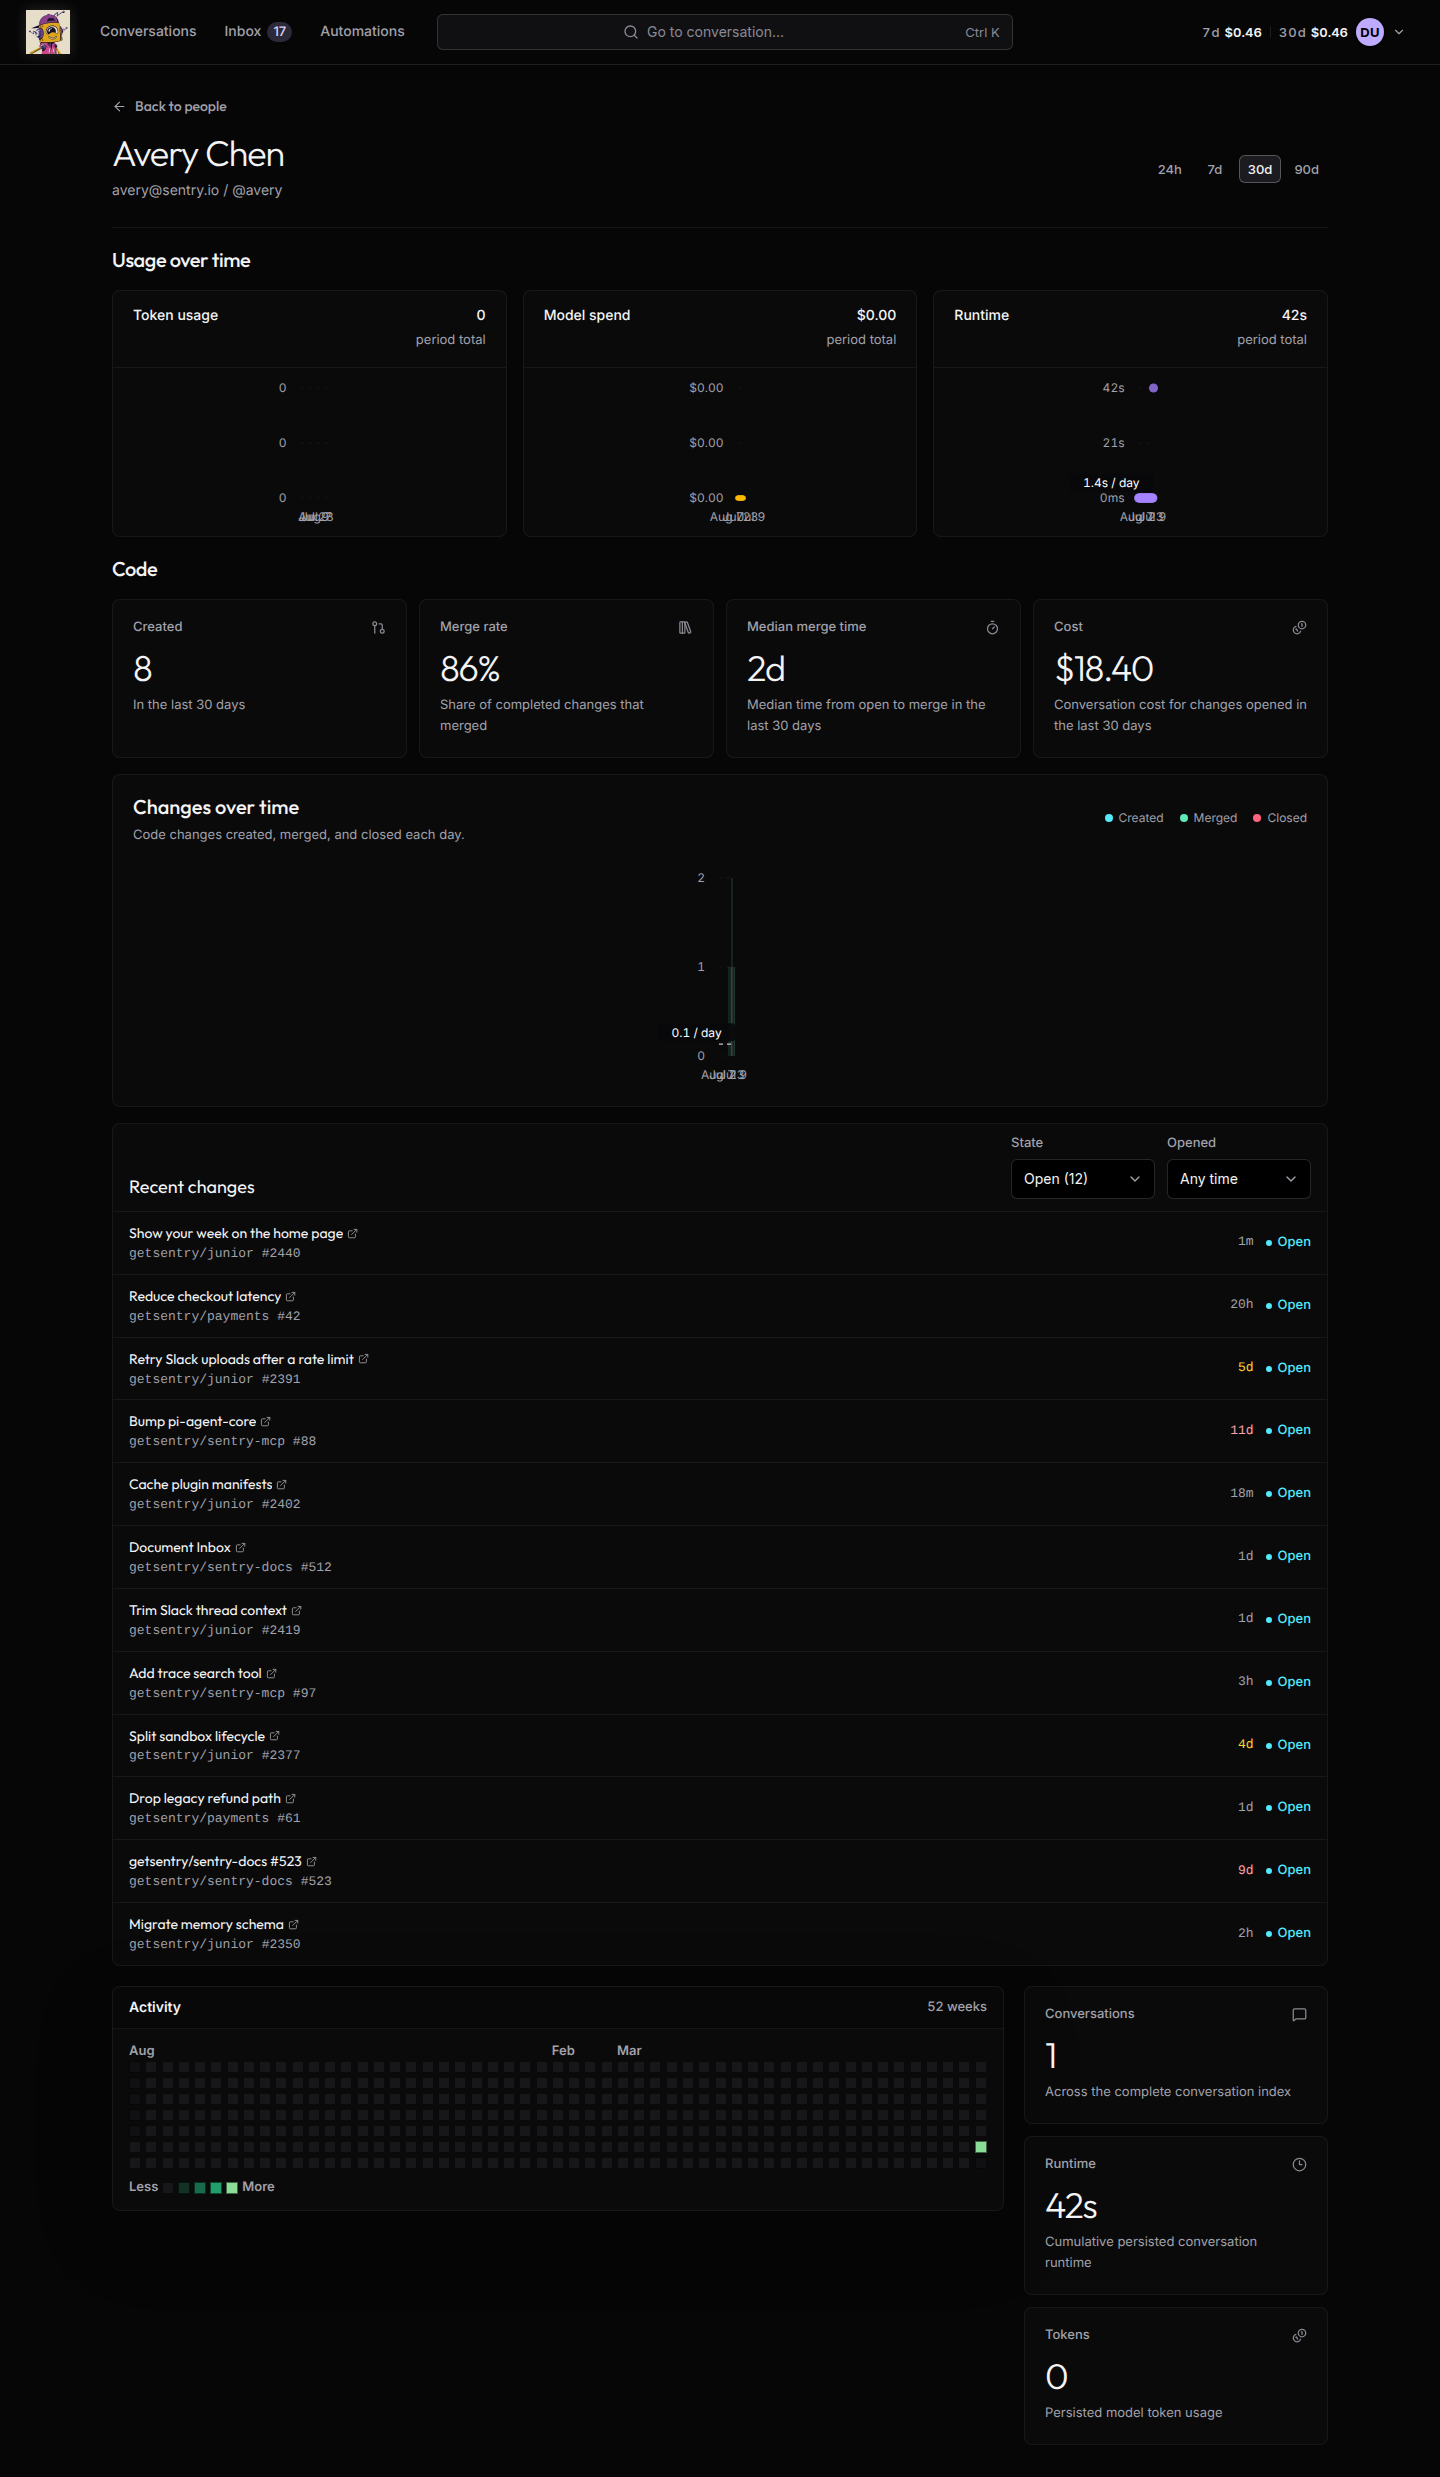 Conversations
Inbox 17
Automations
Go to conversation...
Ctrl K
7d $0.46 30d $0.46
DU
Back to people
Avery Chen
avery@sentry.io / @avery
24h 7d 30d 90d
Usage over time
Token usage
0
period total
0
0
0
Model spend
$0.00
period total
$0.00
$0.00
$0.00
Runtime
42s
period total
42s
21s
1.4s / day
0ms
Code
Created
8
In the last 30 days
Merge rate
86%
Share of completed changes that
merged
Median merge time
2d
Median time from open to merge in the
last 30 days
Cost
$18.40
Conversation cost for changes opened in
the last 30 days
Changes over time
Code changes created, merged, and closed each day.
Created
Merged
Closed
2
1
0.1 / day
0
Recent changes
State
Open (12)
Opened
Any time
Show your week on the home page
getsentry/junior #2440
1m Open
Reduce checkout latency
getsentry/payments #42
20h Open
Retry Slack uploads after a rate limit
getsentry/junior #2391
5d Open
Bump pi-agent-core
getsentry/sentry-mcp #88
11d Open
Cache plugin manifests
getsentry/junior #2402
18m Open
Document Inbox
getsentry/sentry-docs #512
1d Open
Trim Slack thread context
getsentry/junior #2419
1d Open
Add trace search tool
getsentry/sentry-mcp #97
3h Open
Split sandbox lifecycle
getsentry/junior #2377
4d Open
Drop legacy refund path
getsentry/payments #61
1d Open
getsentry/sentry-docs #523
getsentry/sentry-docs #523
9d Open
Migrate memory schema
getsentry/junior #2350
2h Open
Activity
52 weeks
Aug Feb Mar
Less More
Conversations
1
Across the complete conversation index
Runtime
42s
Cumulative persisted conversation
runtime
Tokens
0
Persisted model token usage